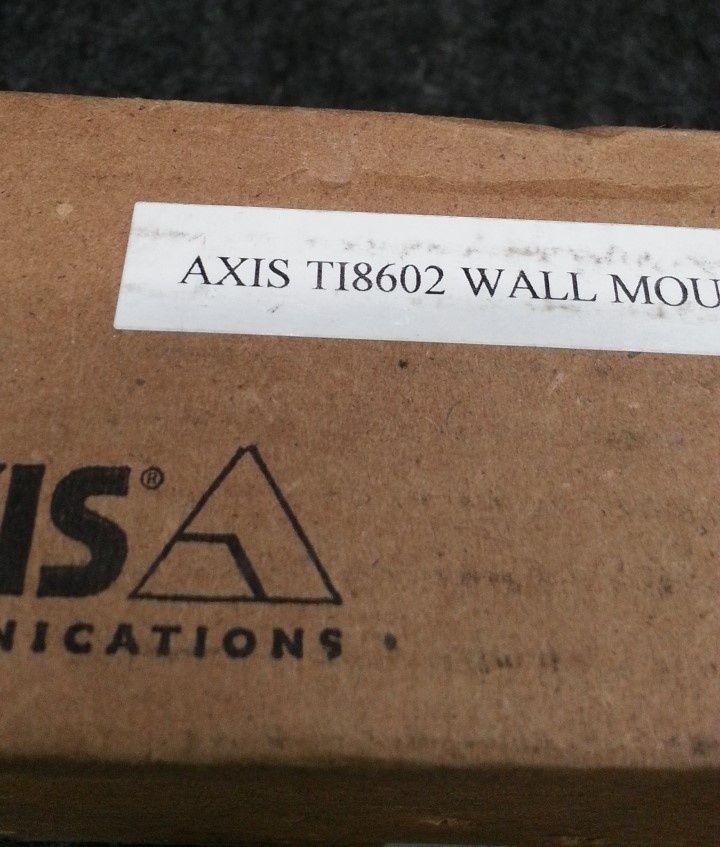 AXIS TI8602 WALL MOU
XIS®
NICATIONS